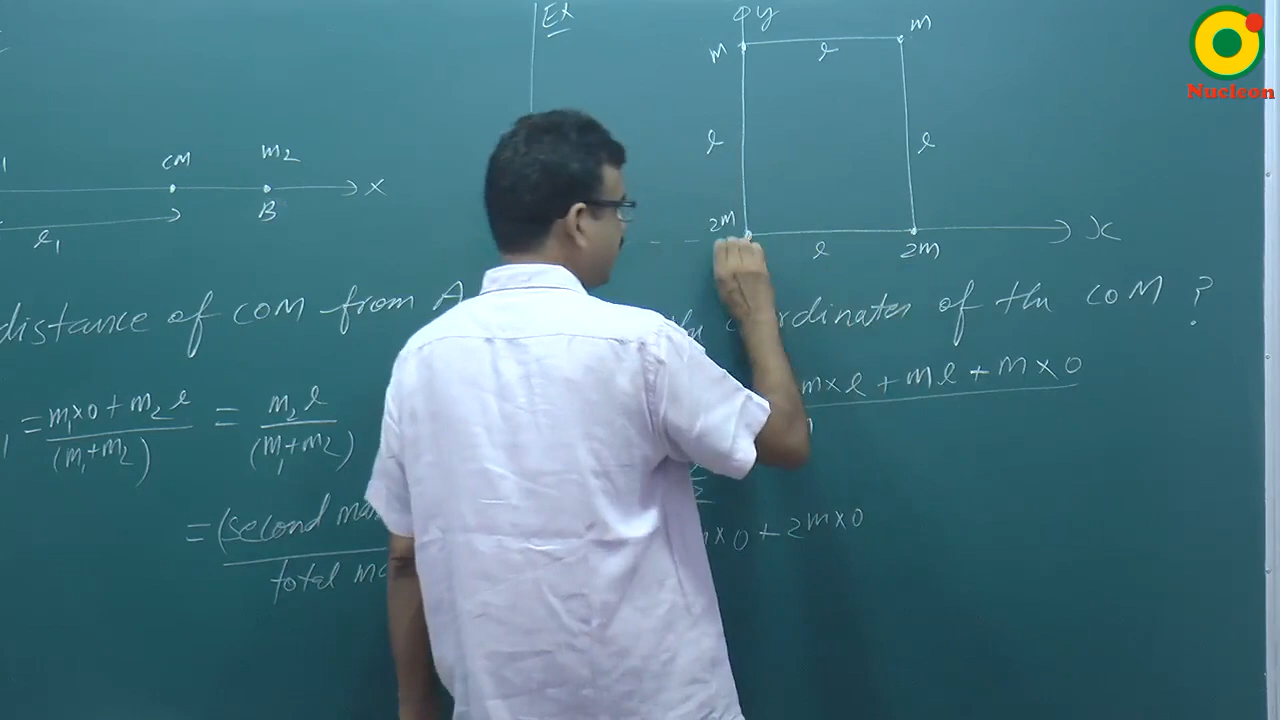 Ex
y
m
m
l
l
l
2m
l
2m
x
CM
m2
B
x
l1
distance of COM from A
coordinates of the COM ?
= m1×0 + m2 l = m2 l
(m1+m2) (m1+m2)
= (second
total
m×l + ml + m×0
×0 + 2m×0
Nucleon